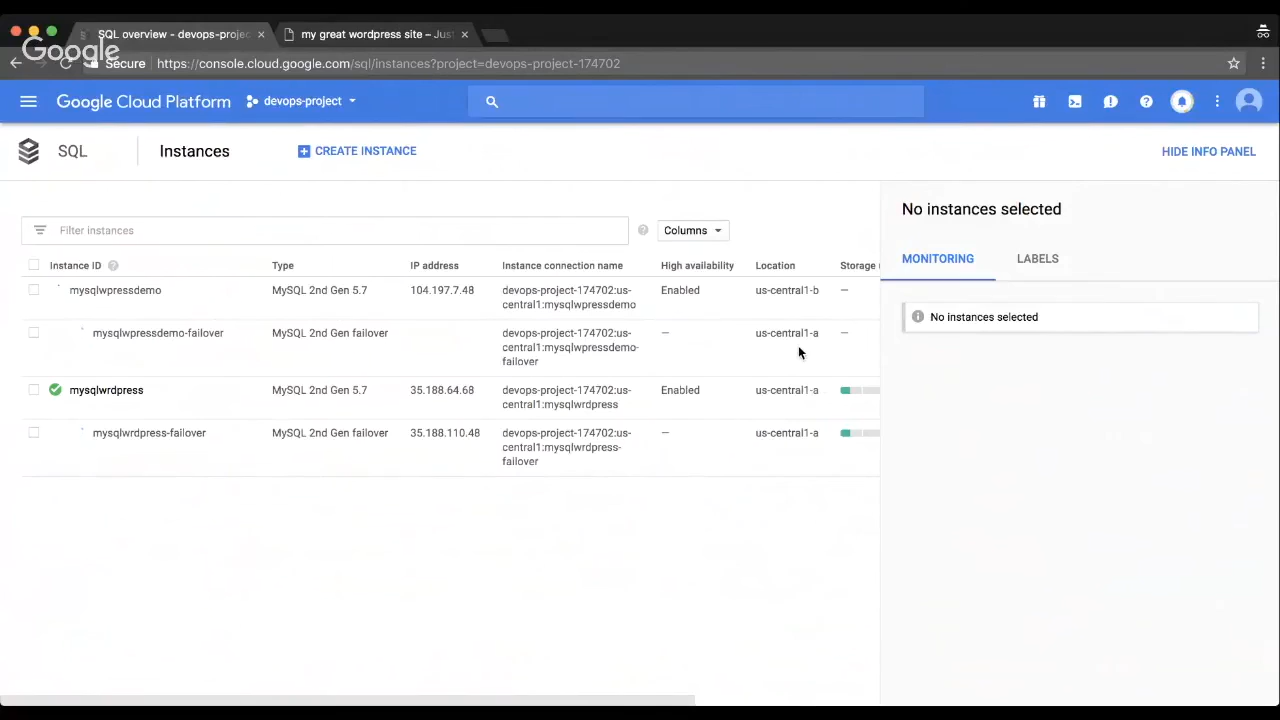 SQL overview - devops-projec
my great wordpress site – Jus
Google
Secure
https://console.cloud.google.com/sql/instances?project=devops-project-174702
Google Cloud Platform
devops-project
SQL
Instances
CREATE INSTANCE
HIDE INFO PANEL
Filter instances
Columns
Instance ID Type IP address Instance connection name High availability Location Storage
mysqlwpressdemo MySQL 2nd Gen 5.7 104.197.7.48 devops-project-174702:us- Enabled us-central1-b —
central1:mysqlwpressdemo
mysqlwpressdemo-failover MySQL 2nd Gen failover devops-project-174702:us- — us-central1-a —
central1:mysqlwpressdemo-
failover
mysqlwrdpress MySQL 2nd Gen 5.7 35.188.64.68 devops-project-174702:us- Enabled us-central1-a
central1:mysqlwrdpress
mysqlwrdpress-failover MySQL 2nd Gen failover 35.188.110.48 devops-project-174702:us- — us-central1-a
central1:mysqlwrdpress-
failover
No instances selected
MONITORING
LABELS
No instances selected